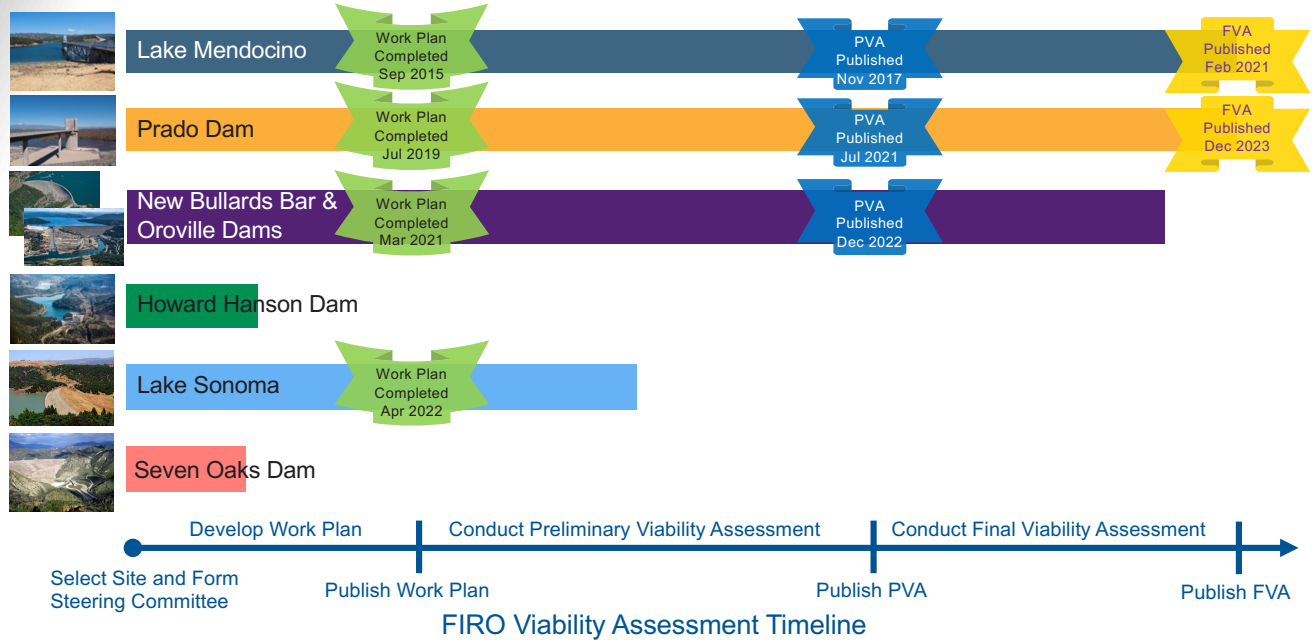 Lake Mendocino
Work Plan
Completed
Sep 2015
PVA
Published
Nov 2017
FVA
Published
Feb 2021
Prado Dam
Work Plan
Completed
Jul 2019
PVA
Published
Jul 2021
FVA
Published
Dec 2023
New Bullards Bar &
Oroville Dams
Work Plan
Completed
Mar 2021
PVA
Published
Dec 2022
Howard Hanson Dam
Lake Sonoma
Work Plan
Completed
Apr 2022
Seven Oaks Dam
Develop Work Plan
Conduct Preliminary Viability Assessment
Conduct Final Viability Assessment
Select Site and Form
Steering Committee
Publish Work Plan
Publish PVA
Publish FVA
FIRO Viability Assessment Timeline